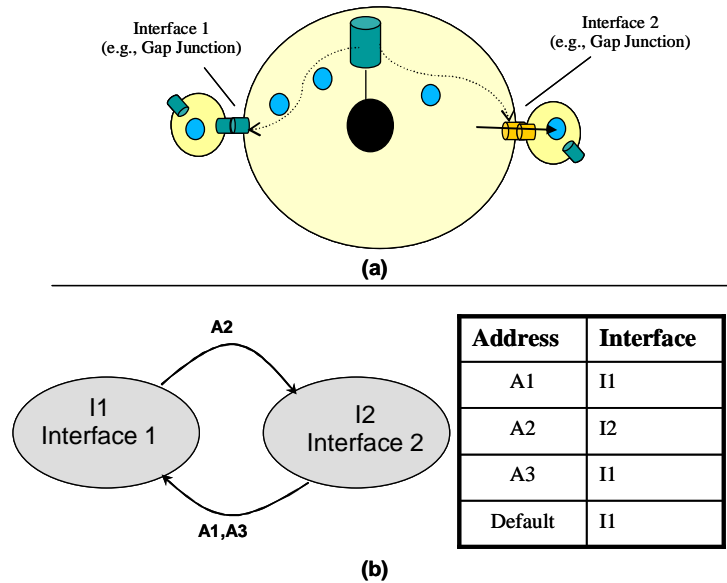 Interface 1
(e.g., Gap Junction)
Interface 2
(e.g., Gap Junction)
(a)
A2
I1
Interface 1
I2
Interface 2
A1,A3
Address Interface
A1 I1
A2 I2
A3 I1
Default I1
(b)